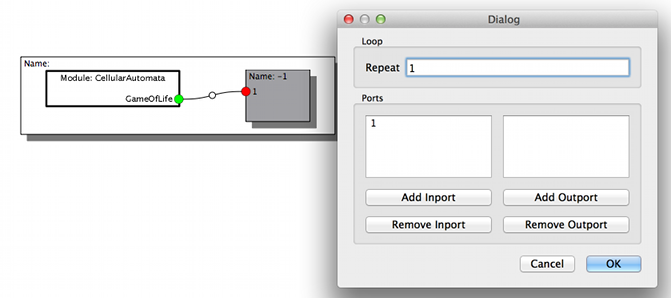 Name:
Module: CellularAutomata
GameOfLife
Name: -1
1
Dialog
Loop
Repeat 1
Ports
1
Add Inport Add Outport
Remove Inport Remove Outport
Cancel OK